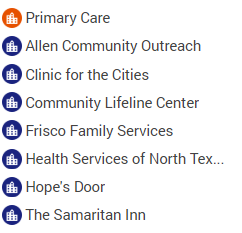 Primary Care
Allen Community Outreach
Clinic for the Cities
Community Lifeline Center
Frisco Family Services
Health Services of North Tex...
Hope's Door
The Samaritan Inn